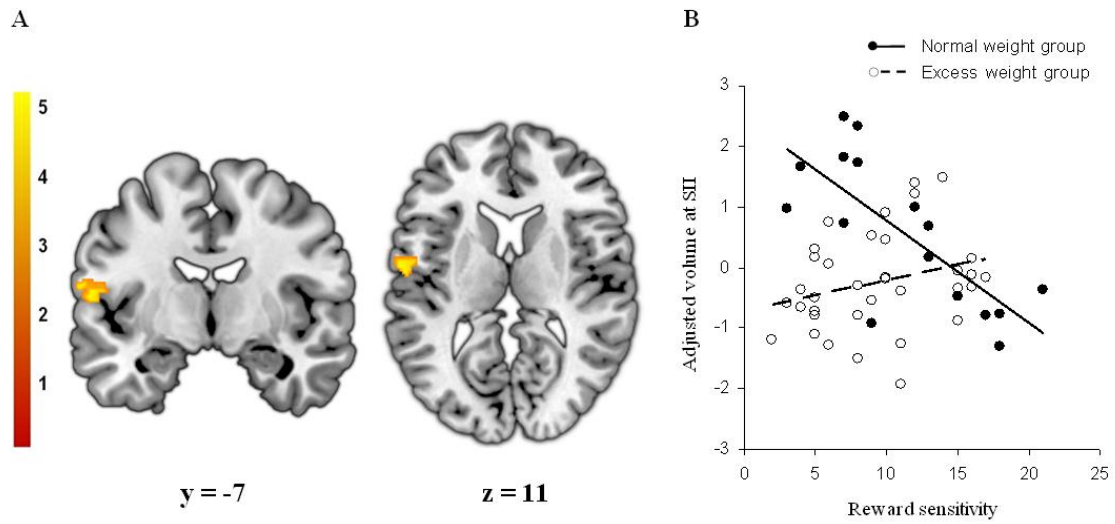 A
5
4
3
2
1
y = -7
z = 11
B
Normal weight group
Excess weight group
Adjusted volume at SII
3
2
1
0
-1
-2
-3
0 5 10 15 20 25
Reward sensitivity